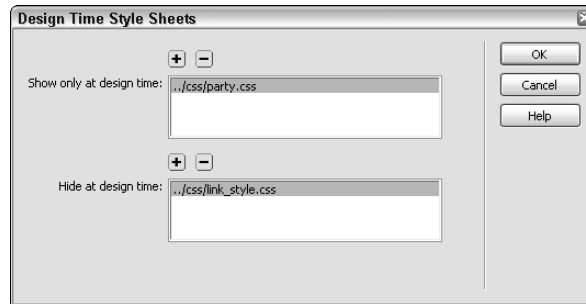 Design Time Style Sheets
Show only at design time:
../css/party.css
Hide at design time:
../css/link_style.css
OK
Cancel
Help